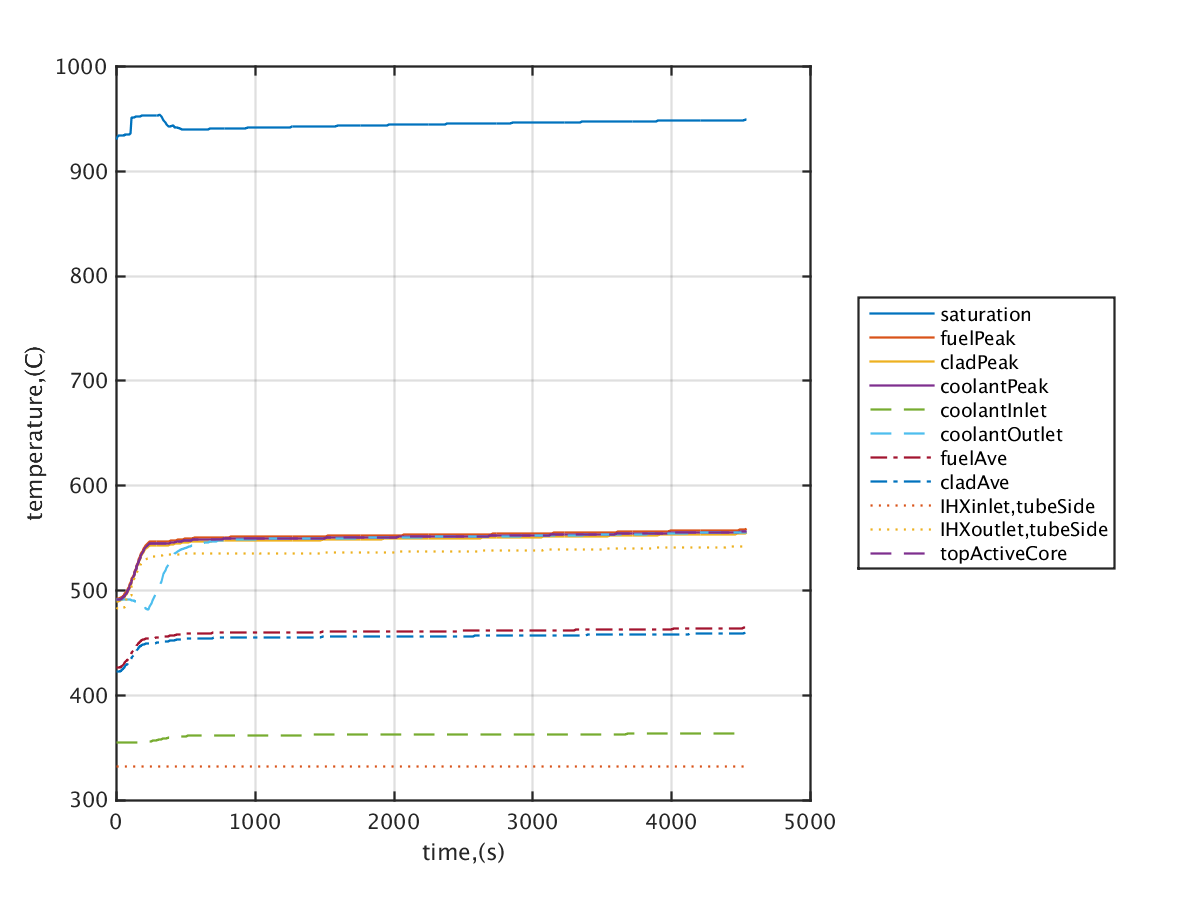 1000
900
800
700
600
500
400
300
temperature,(C)
0 1000 2000 3000 4000 5000
time,(s)
saturation
fuelPeak
cladPeak
coolantPeak
coolantInlet
coolantOutlet
fuelAve
cladAve
IHXinlet,tubeSide
IHXoutlet,tubeSide
topActiveCore